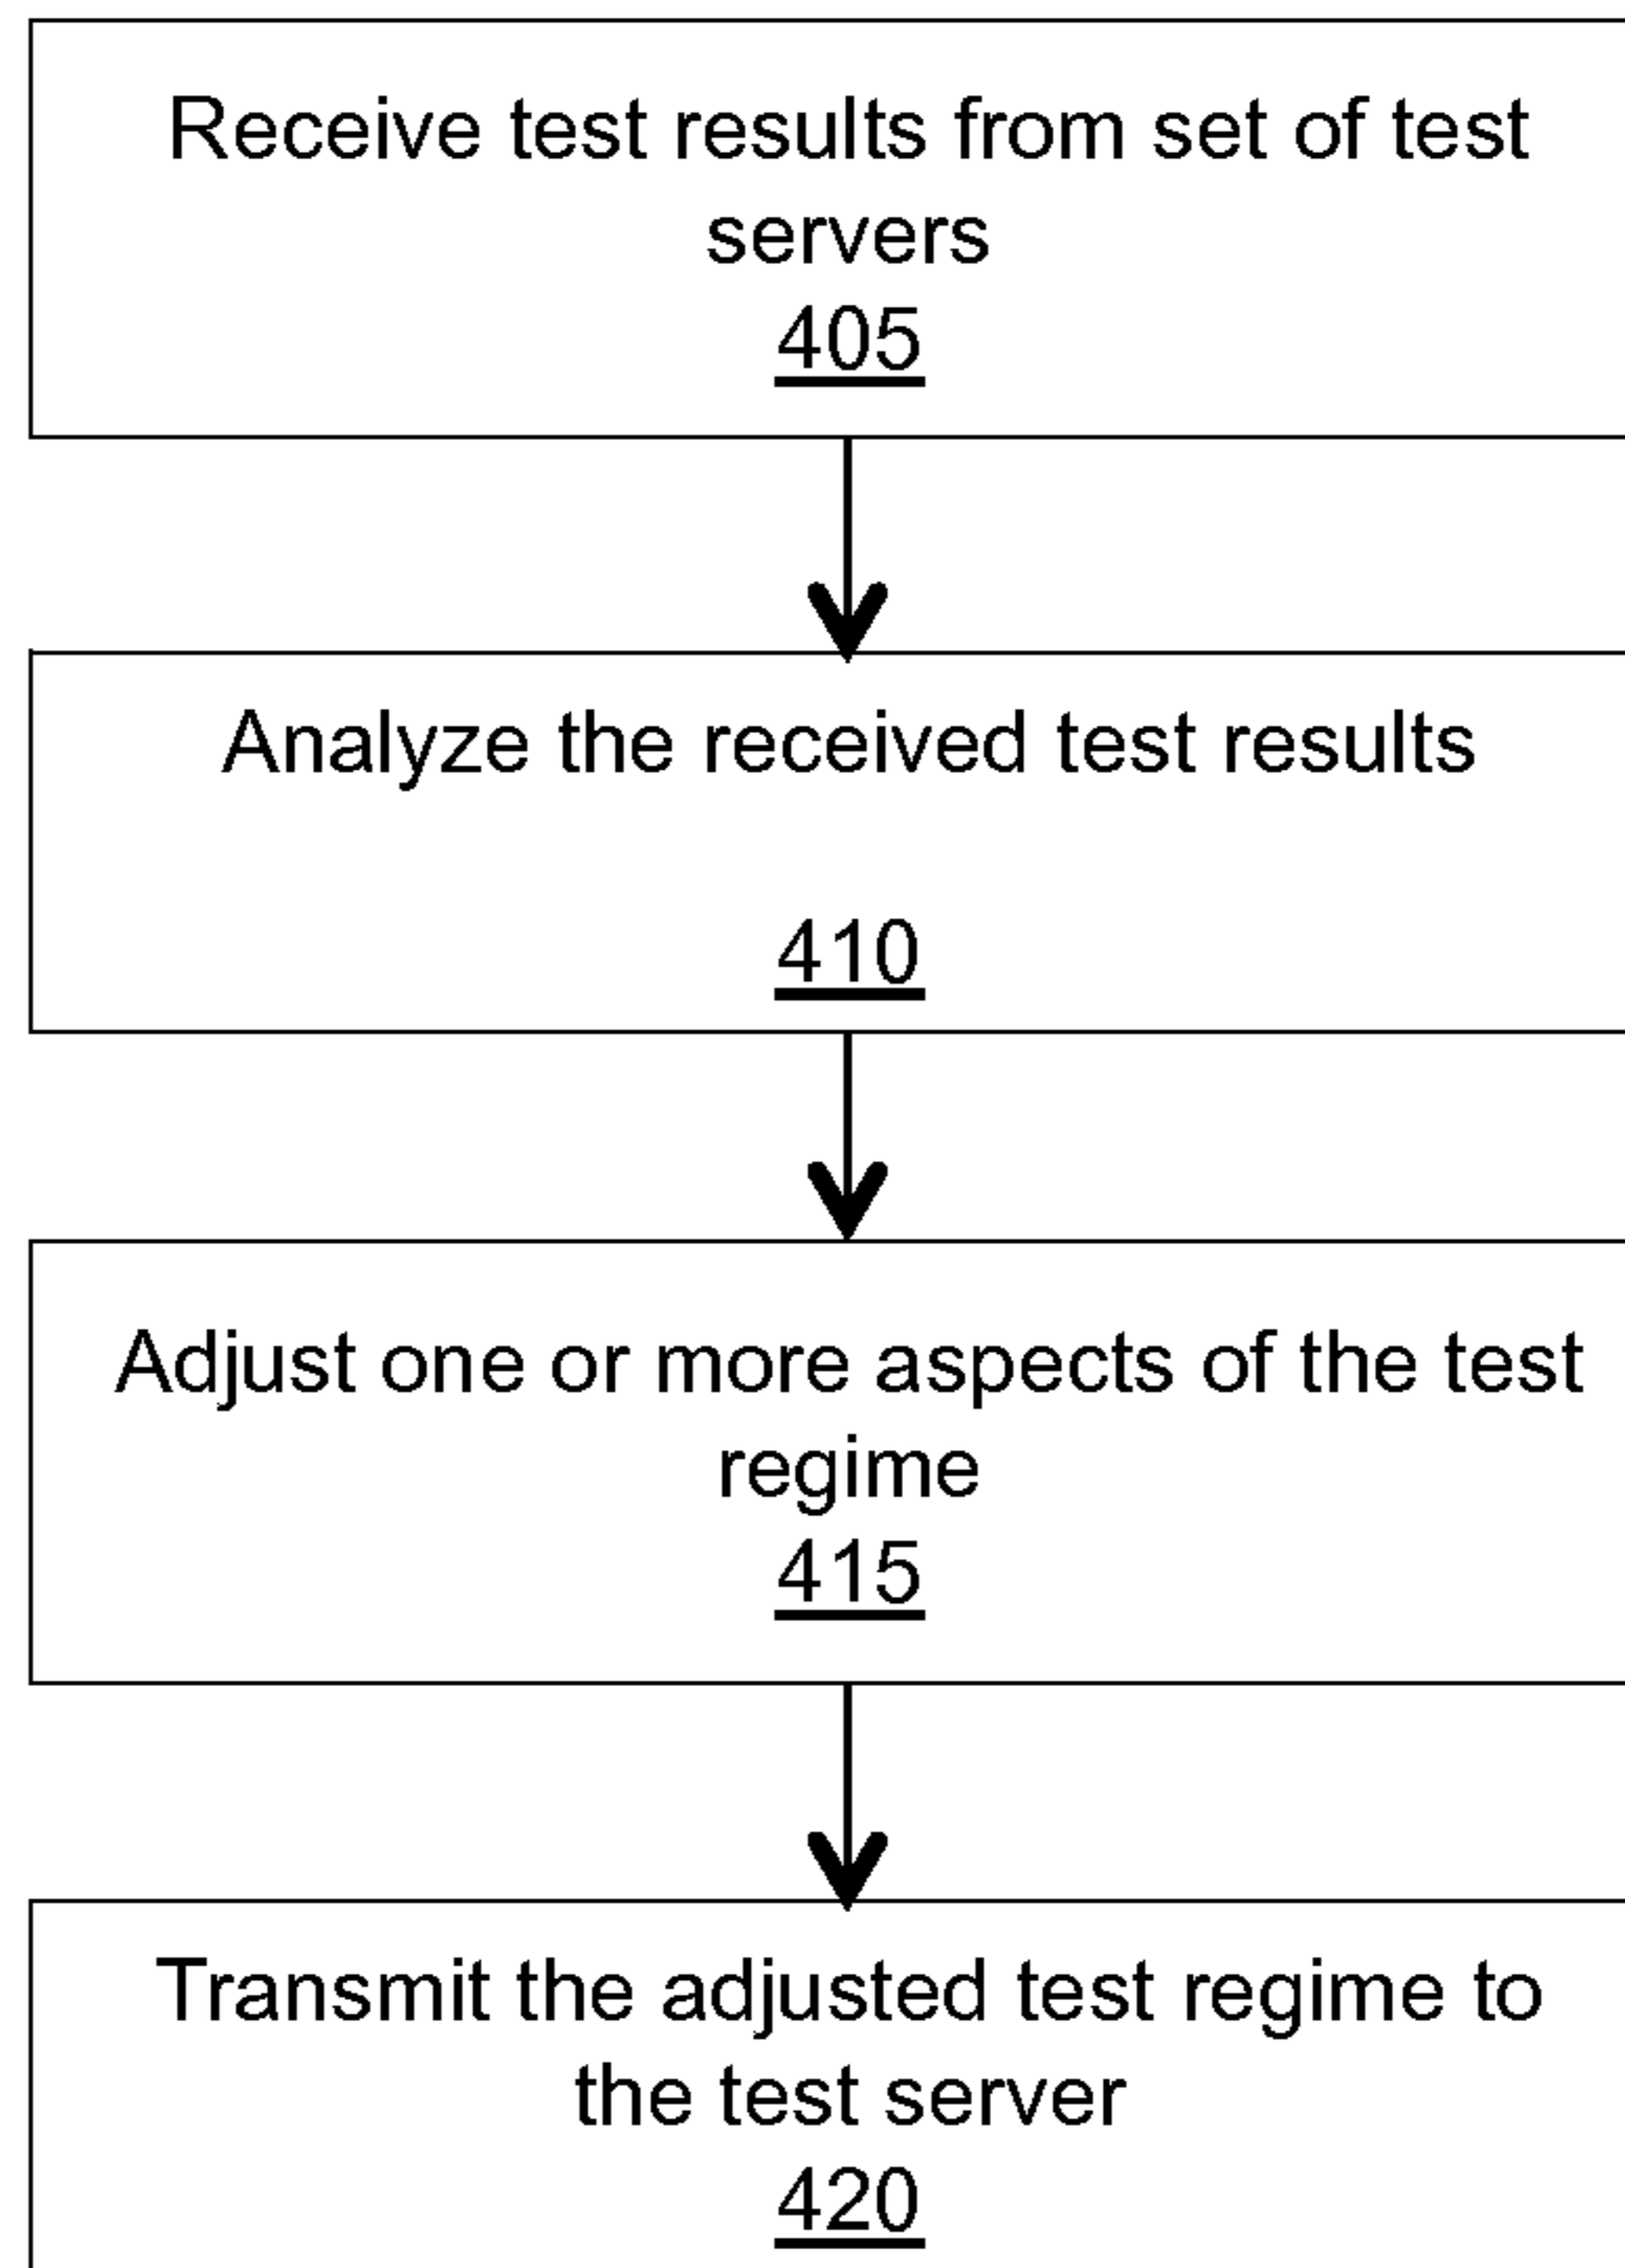 Receive test results from set of test
servers
405
Analyze the received test results
410
Adjust one or more aspects of the test
regime
415
Transmit the adjusted test regime to
the test server
420